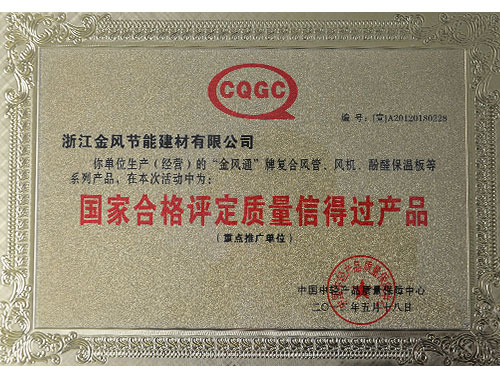 CQGC
编 号：[宣]A20120180228
浙江金风节能建材有限公司
你单位生产（经营）的“金风通”牌复合风管、风机、酚醛保温板等
系列产品，在本次活动中为：
国家合格评定质量信得过产品
（重点推广单位）
中国中轻产品质量保障中心
二〇一二年五月十八日